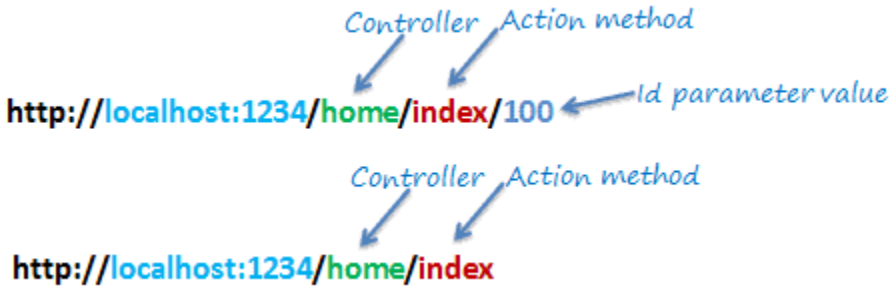 Controller Action method
http://localhost:1234/home/index/100
Id parameter value
Controller Action method
http://localhost:1234/home/index